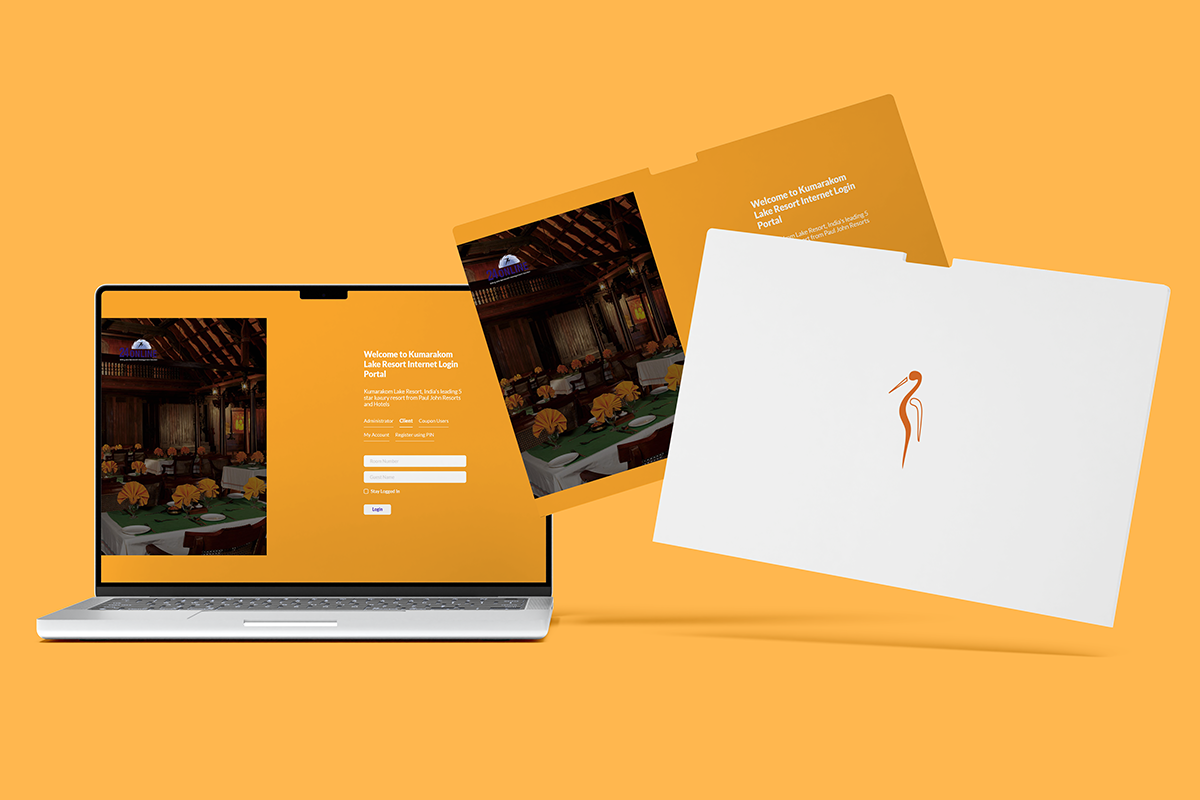 Welcome to Kumarakom
Lake Resort Internet Login
Portal
Kumarakom Lake Resort, India's leading 5
star luxury resort from Paul John Resorts
and Hotels
Administrator Client Coupon Users
My Account Register using PIN
Room Number
Guest Name
Stay Logged In
Login
Welcome to Kumarakom
Lake Resort Internet Login
Portal
Lake Resort, India's leading 5
resort from Paul John Resorts